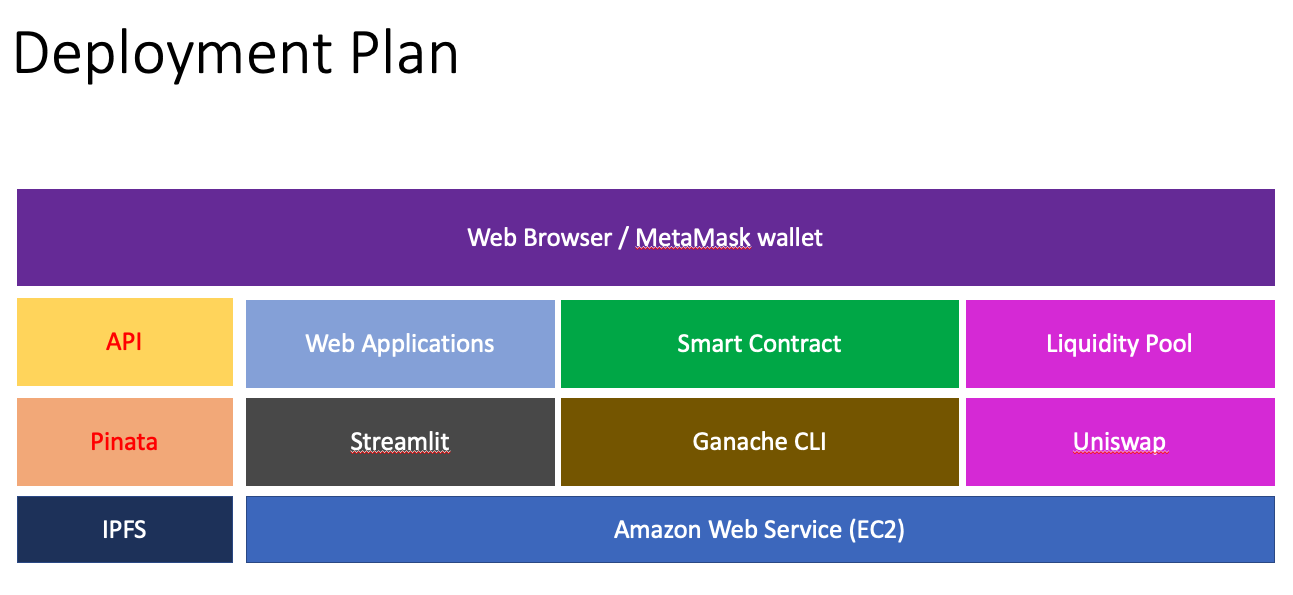 Deployment Plan
Web Browser / MetaMask wallet
API
Web Applications
Smart Contract
Liquidity Pool
Pinata
Streamlit
Ganache CLI
Uniswap
IPFS
Amazon Web Service (EC2)